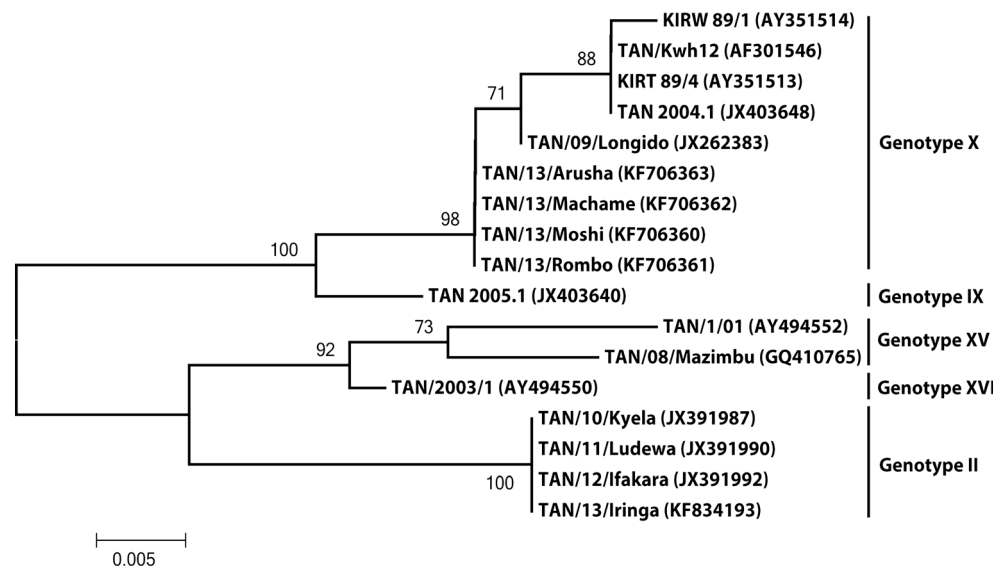 KIRW 89/1 (AY351514)
88
TAN/Kwh12 (AF301546)
KIRT 89/4 (AY351513)
71
TAN 2004.1 (JX403648)
TAN/09/Longido (JX262383)
Genotype X
TAN/13/Arusha (KF706363)
TAN/13/Machame (KF706362)
98
TAN/13/Moshi (KF706360)
100
TAN/13/Rombo (KF706361)
TAN 2005.1 (JX403640)
Genotype IX
73
TAN/1/01 (AY494552)
Genotype XV
92
TAN/08/Mazimbu (GQ410765)
TAN/2003/1 (AY494550)
Genotype XVI
TAN/10/Kyela (JX391987)
TAN/11/Ludewa (JX391990)
Genotype II
100
TAN/12/Ifakara (JX391992)
TAN/13/Iringa (KF834193)
0.005